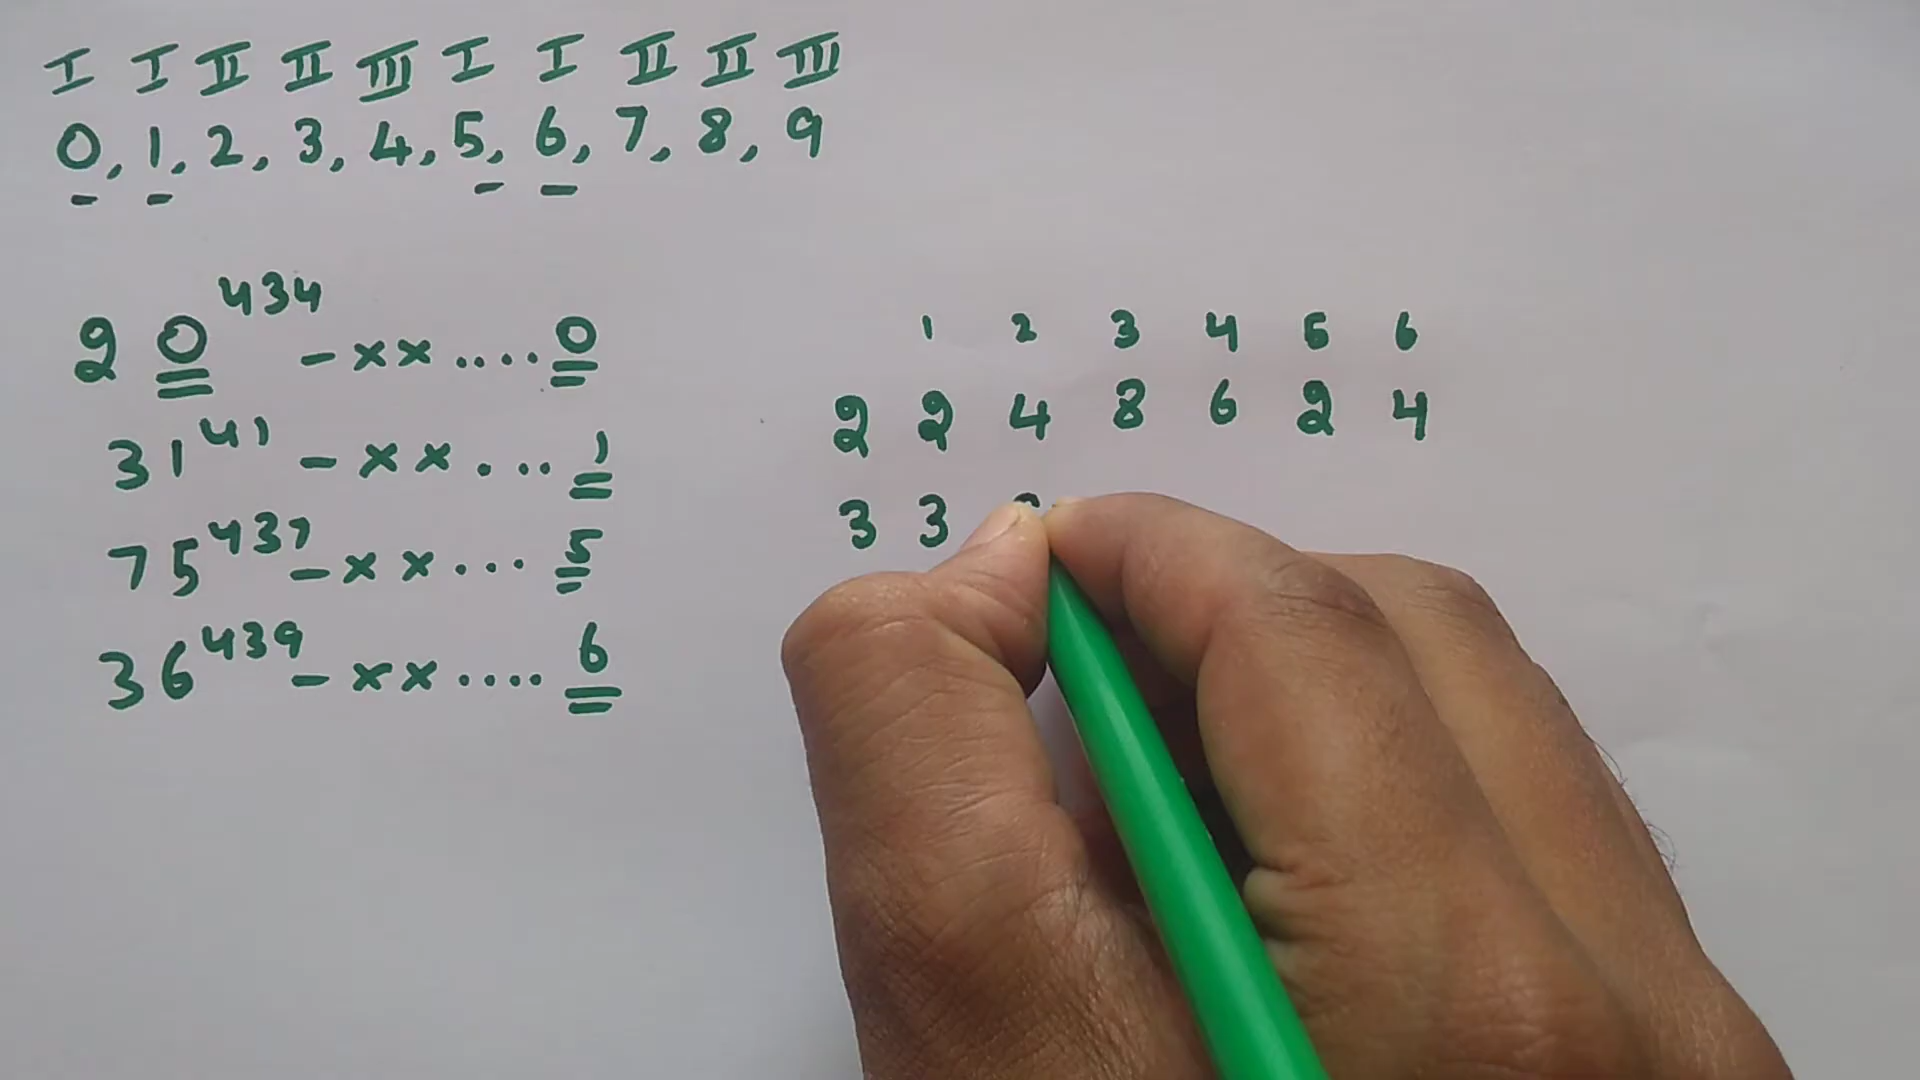 I I II II III I I II II III
0, 1, 2, 3, 4, 5, 6, 7, 8, 9
20^434 - xx .... 0
31^41 - xx ... 1
75^437 - xx ... 5
36^439 - xx .... 6
1 2 3 4 5 6
2 2 4 8 6 2 4
3 3